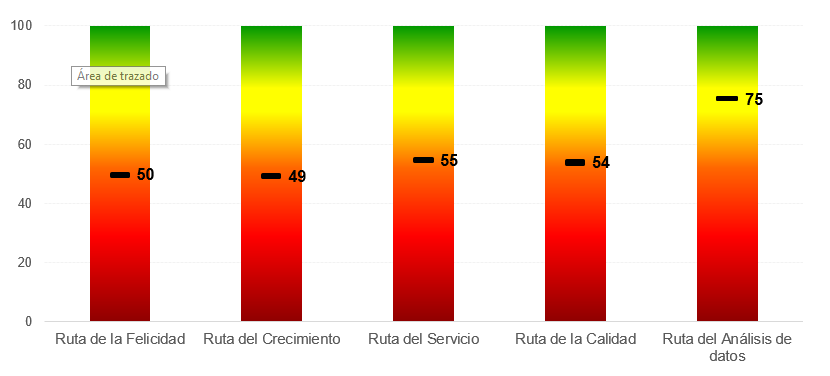 100
80
60
40
20
0
Área de trazado
50
49
55
54
75
Ruta de la Felicidad
Ruta del Crecimiento
Ruta del Servicio
Ruta de la Calidad
Ruta del Análisis de
datos